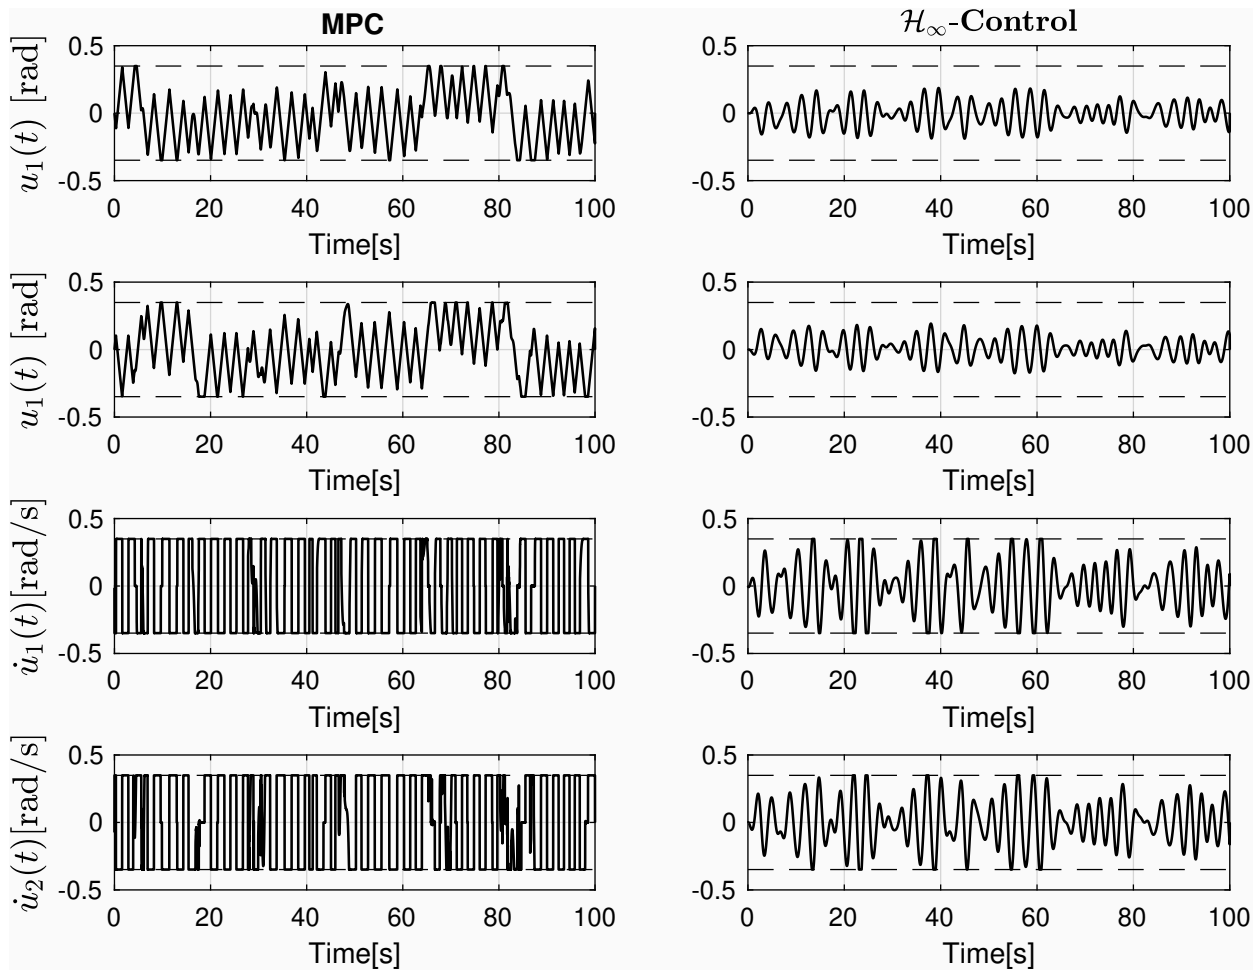 MPC
$\mathcal{H}_\infty$-Control
$u_1(t)$ [rad]
0.5
0
-0.5
0 20 40 60 80 100
Time[s]
0.5
0
-0.5
0 20 40 60 80 100
Time[s]
$u_1(t)$ [rad]
0.5
0
-0.5
0 20 40 60 80 100
Time[s]
0.5
0
-0.5
0 20 40 60 80 100
Time[s]
$\dot{u}_1(t)$[rad/s]
0.5
0
-0.5
0 20 40 60 80 100
Time[s]
0.5
0
-0.5
0 20 40 60 80 100
Time[s]
$\dot{u}_2(t)$[rad/s]
0.5
0
-0.5
0 20 40 60 80 100
Time[s]
0.5
0
-0.5
0 20 40 60 80 100
Time[s]